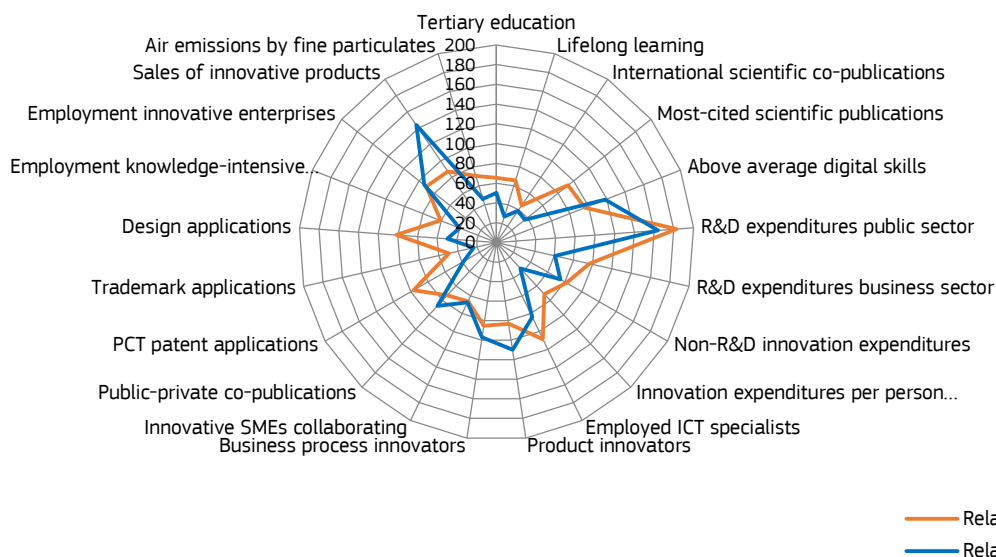 Tertiary education
Lifelong learning
International scientific co-publications
Most-cited scientific publications
Above average digital skills
R&D expenditures public sector
R&D expenditures business sector
Non-R&D innovation expenditures
Innovation expenditures per person...
Employed ICT specialists
Product innovators
Business process innovators
Innovative SMEs collaborating
Public-private co-publications
PCT patent applications
Trademark applications
Design applications
Employment knowledge-intensive...
Employment innovative enterprises
Sales of innovative products
Air emissions by fine particulates
200
180
160
140
120
100
80
60
40
20
0
Rela
Rela